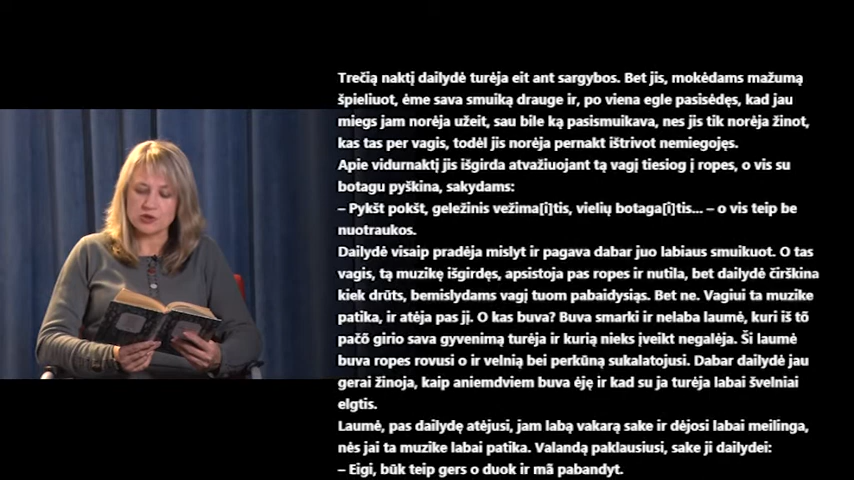 Trečią naktį dailydė turėja eit ant sargybos. Bet jis, mokėdams mažumą
špieliuot, ėme sava smuiką drauge ir, po viena egle pasisėdęs, kad jau
miegs jam norėja užeit, sau bile ką pasismuikava, nes jis tik norėja žinot,
kas tas per vagis, todėl jis norėja pernakt ištrivot nemiegojęs.
Apie vidurnaktį jis išgirda atvažiuojant tą vagį tiesiog į ropes, o vis su
botagu pyškina, sakydams:
– Pykšt pokšt, geležinis vežima[i]tis, vielių botaga[i]tis... – o vis teip be
nuotraukos.
Dailydė visaip pradėja mislyt ir pagava dabar juo labiaus smuikuot. O tas
vagis, tą muzikę išgirdęs, apsistoja pas ropes ir nutila, bet dailydė čirškina
kiek drūts, bemislydams vagį tuom pabaidysiąs. Bet ne. Vagiui ta muzike
patika, ir atėja pas jį. O kas buva? Buva smarki ir nelaba laumė, kuri iš tō
pačō girio sava gyvenimą turėja ir kurią nieks įveikt negalėja. Ši laumė
buva ropes rovusi o ir velnią bei perkūną sukalatojusi. Dabar dailydė jau
gerai žinoja, kaip aniemdviem buva ėję ir kad su ja turėja labai švelniai
elgtis.
Laumė, pas dailydę atėjusi, jam labą vakarą sake ir dėjosi labai meilinga,
nės jai ta muzike labai patika. Valandą paklausiusi, sake ji dailydei:
– Eigi, būk teip gers o duok ir mã pabandyt.